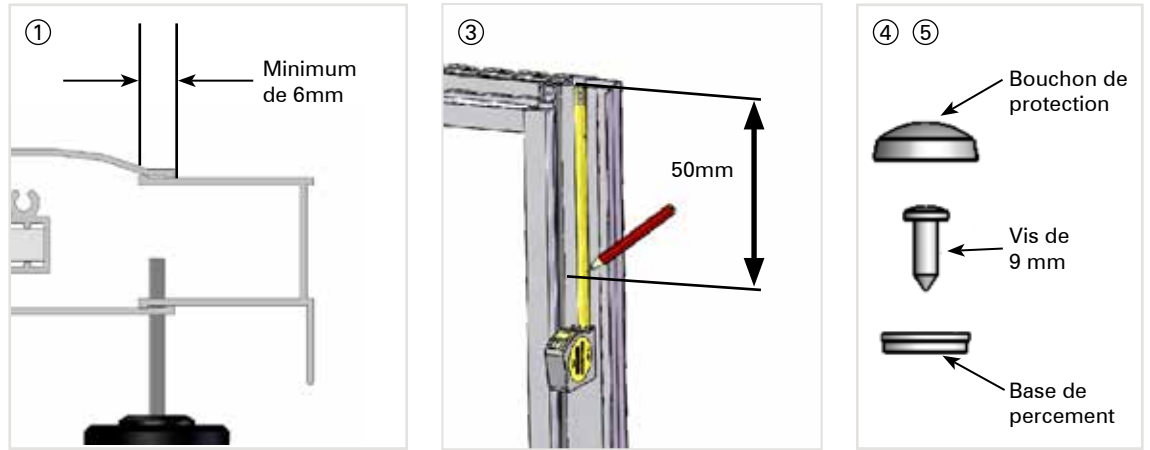 ①
Minimum
de 6mm
③
50mm
④ ⑤
Bouchon de
protection
Vis de
9 mm
Base de
percement